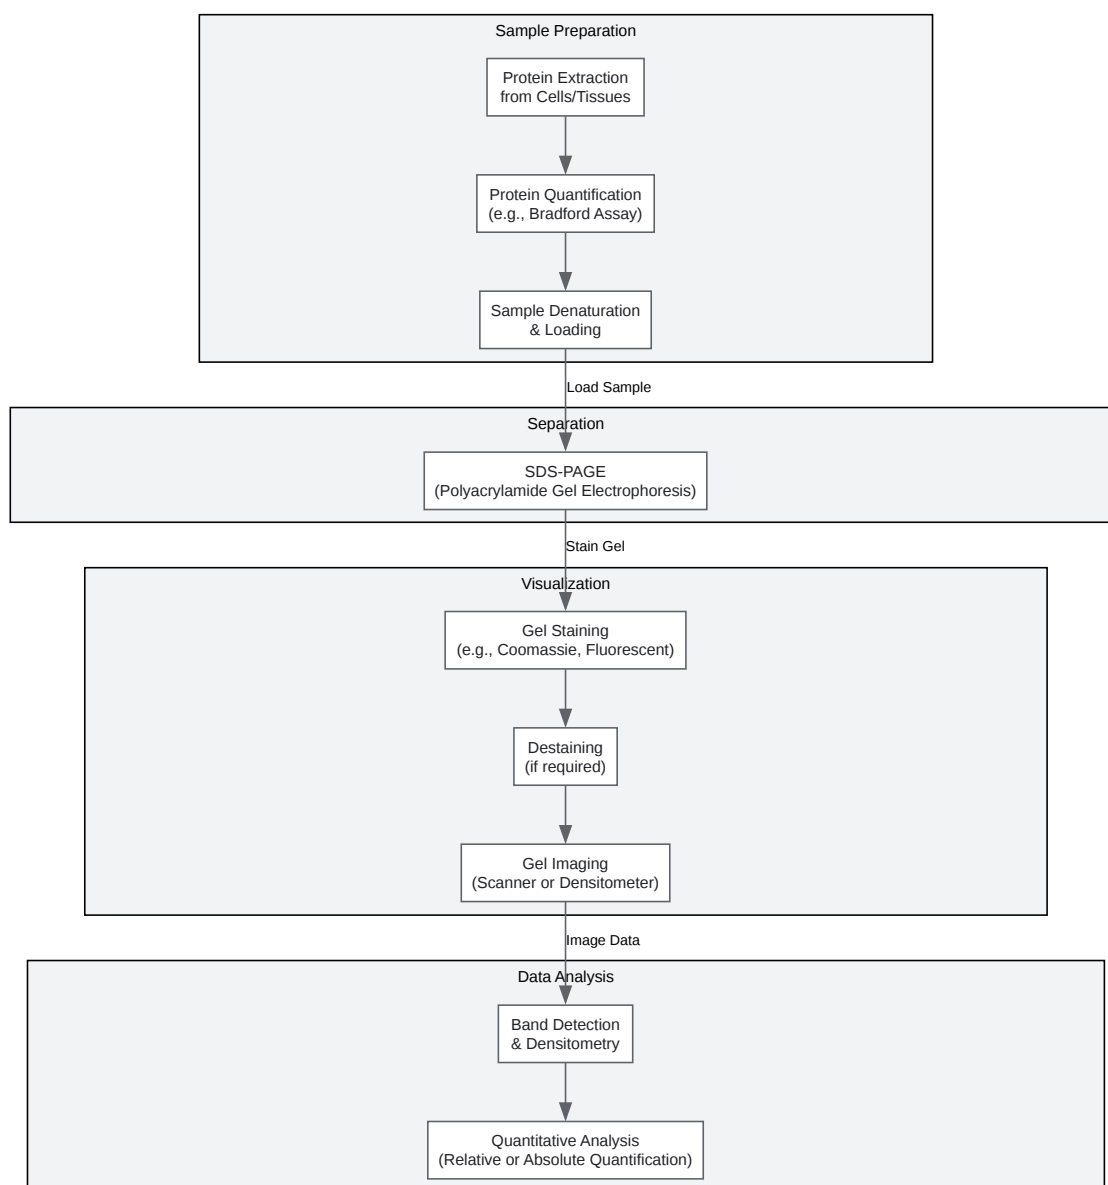 Sample Preparation
Protein Extraction
from Cells/Tissues
Protein Quantification
(e.g., Bradford Assay)
Sample Denaturation
& Loading
Load Sample
Separation
SDS-PAGE
(Polyacrylamide Gel Electrophoresis)
Stain Gel
Visualization
Gel Staining
(e.g., Coomassie, Fluorescent)
Destaining
(if required)
Gel Imaging
(Scanner or Densitometer)
Image Data
Data Analysis
Band Detection
& Densitometry
Quantitative Analysis
(Relative or Absolute Quantification)